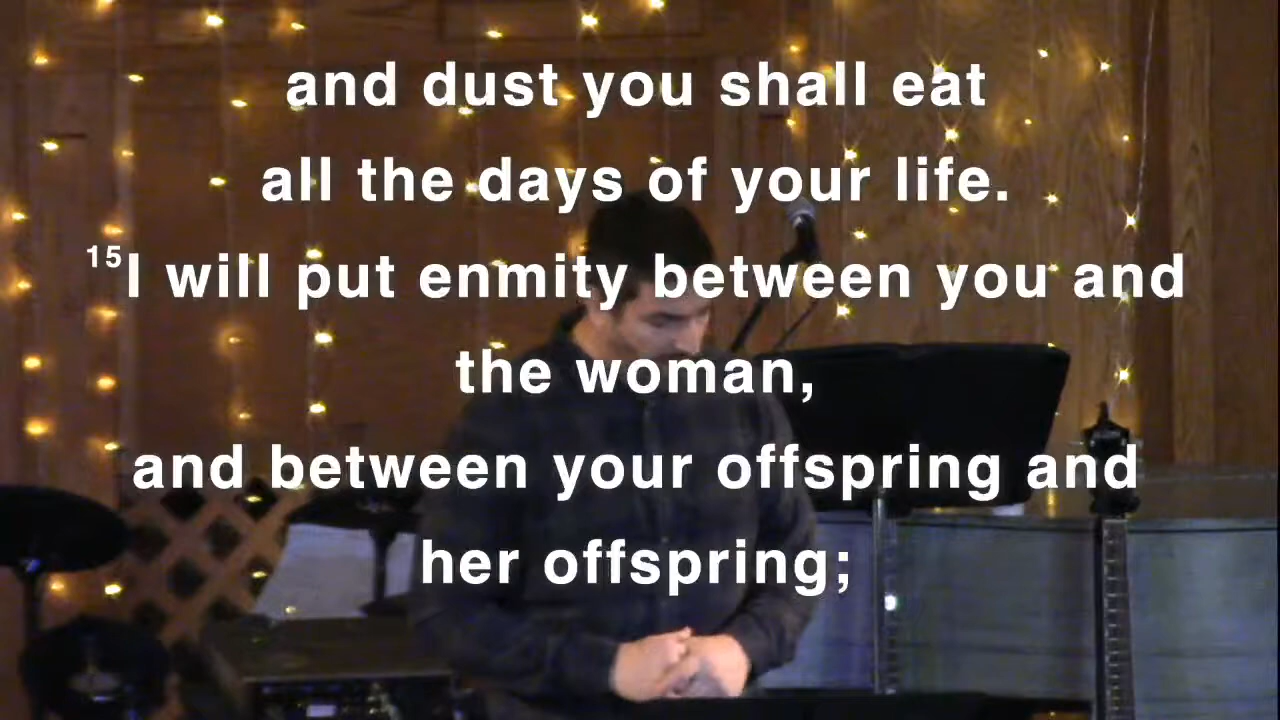 and dust you shall eat
all the days of your life.
¹⁵I will put enmity between you and
the woman,
and between your offspring and
her offspring;